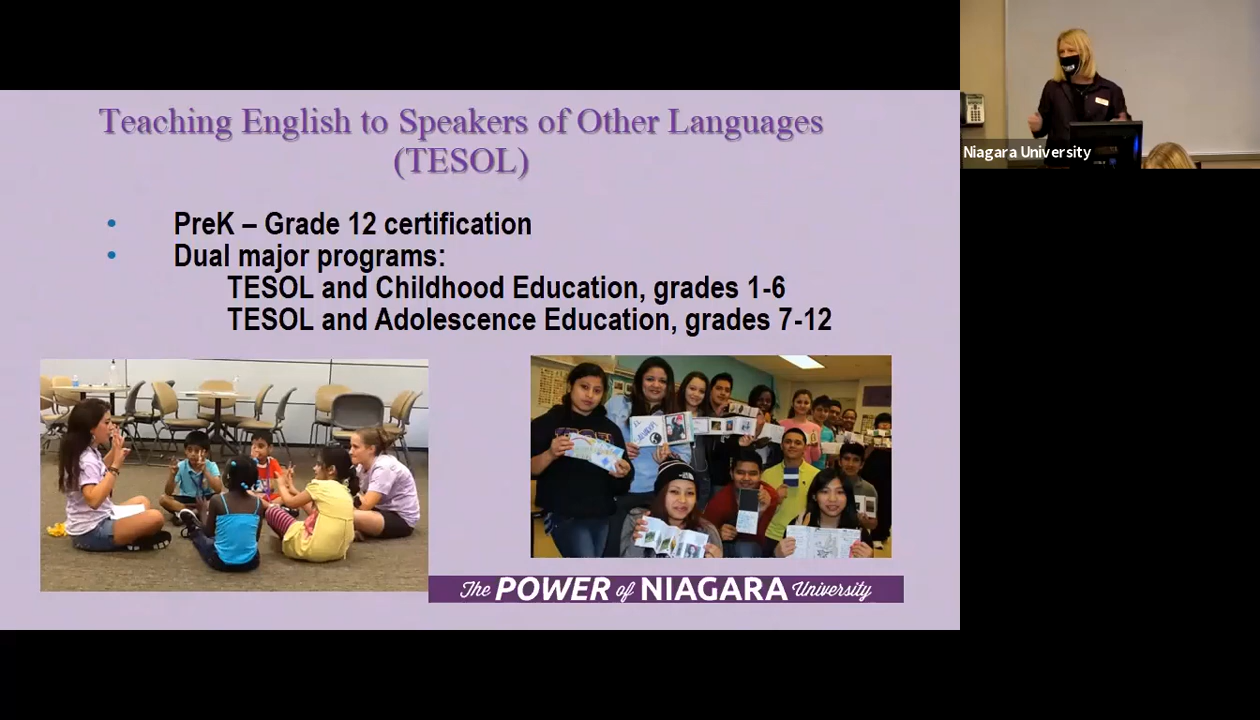 Teaching English to Speakers of Other Languages
(TESOL)
• PreK – Grade 12 certification
• Dual major programs:
TESOL and Childhood Education, grades 1-6
TESOL and Adolescence Education, grades 7-12
The POWER of NIAGARA University
Niagara University